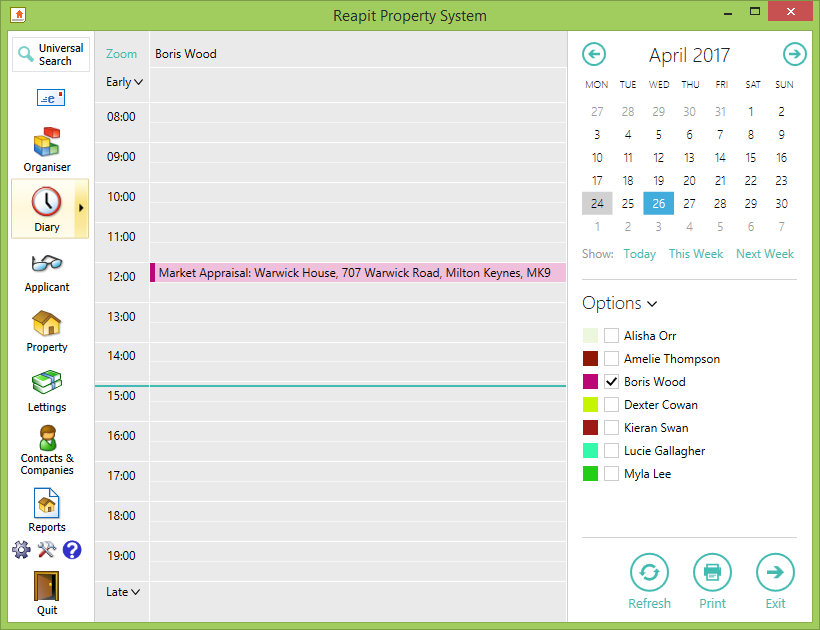 Reapit Property System
Universal
Search
e
Organiser
Diary
Applicant
Property
Lettings
Contacts &
Companies
Reports
?
Quit
Zoom
Boris Wood
Early
08:00
09:00
10:00
11:00
12:00
Market Appraisal: Warwick House, 707 Warwick Road, Milton Keynes, MK9
13:00
14:00
15:00
16:00
17:00
18:00
19:00
Late
April 2017
MON TUE WED THU FRI SAT SUN
27 28 29 30 31 1 2
3 4 5 6 7 8 9
10 11 12 13 14 15 16
17 18 19 20 21 22 23
24 25 26 27 28 29 30
1 2 3 4 5 6 7
Show: Today This Week Next Week
Options
Alisha Orr
Amelie Thompson
Boris Wood
Dexter Cowan
Kieran Swan
Lucie Gallagher
Myla Lee
Refresh Print Exit